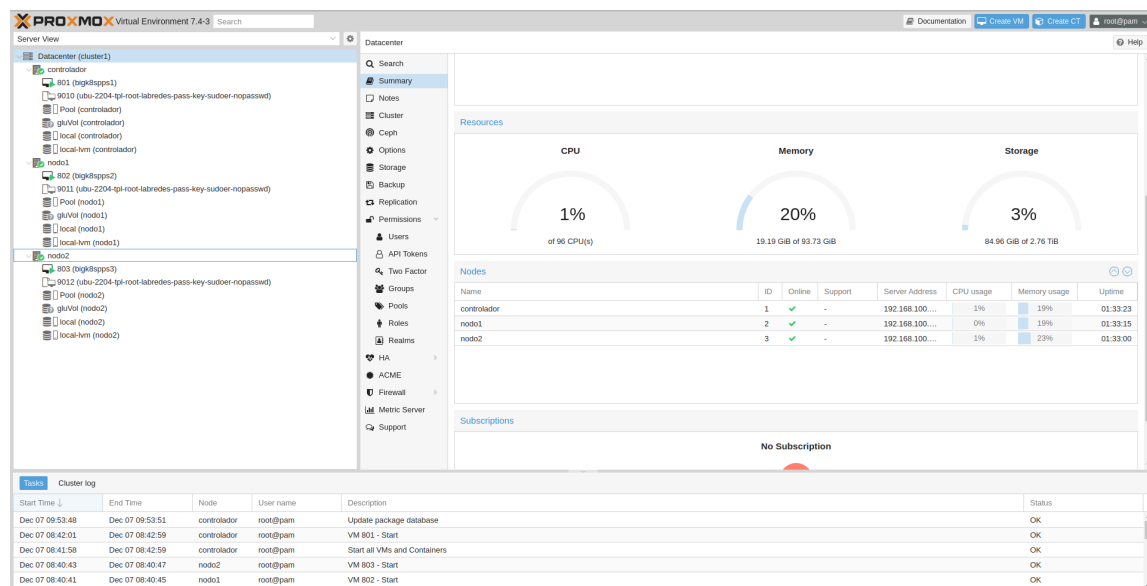 PROXMOX Virtual Environment 7.4-3 Search
Documentation Create VM Create CT root@pam
Server View
Datacenter
Help
Datacenter (cluster1)
controlador
801 (bigk8spps1)
9010 (ubu-2204-tpl-root-labredes-pass-key-sudoer-nopasswd)
Pool (controlador)
gluVol (controlador)
local (controlador)
local-lvm (controlador)
nodo1
802 (bigk8spps2)
9011 (ubu-2204-tpl-root-labredes-pass-key-sudoer-nopasswd)
Pool (nodo1)
gluVol (nodo1)
local (nodo1)
local-lvm (nodo1)
nodo2
803 (bigk8spps3)
9012 (ubu-2204-tpl-root-labredes-pass-key-sudoer-nopasswd)
Pool (nodo2)
gluVol (nodo2)
local (nodo2)
local-lvm (nodo2)
Search
Summary
Notes
Cluster
Ceph
Options
Storage
Backup
Replication
Permissions
Users
API Tokens
Two Factor
Groups
Pools
Roles
Realms
HA
ACME
Firewall
Metric Server
Support
Resources
CPU Memory Storage
1% 20% 3%
of 96 CPU(s) 19.19 GiB of 93.73 GiB 84.96 GiB of 2.76 TiB
Nodes
Name ID Online Support Server Address CPU usage Memory usage Uptime
controlador 1 - 192.168.100.... 1% 19% 01:33:23
nodo1 2 - 192.168.100.... 0% 19% 01:33:15
nodo2 3 - 192.168.100.... 1% 23% 01:33:00
Subscriptions
No Subscription
Tasks Cluster log
Start Time ↓ End Time Node User name Description Status
Dec 07 09:53:48 Dec 07 09:53:51 controlador root@pam Update package database OK
Dec 07 08:42:01 Dec 07 08:42:59 controlador root@pam VM 801 - Start OK
Dec 07 08:41:58 Dec 07 08:42:59 controlador root@pam Start all VMs and Containers OK
Dec 07 08:40:43 Dec 07 08:40:47 nodo2 root@pam VM 803 - Start OK
Dec 07 08:40:41 Dec 07 08:40:45 nodo1 root@pam VM 802 - Start OK